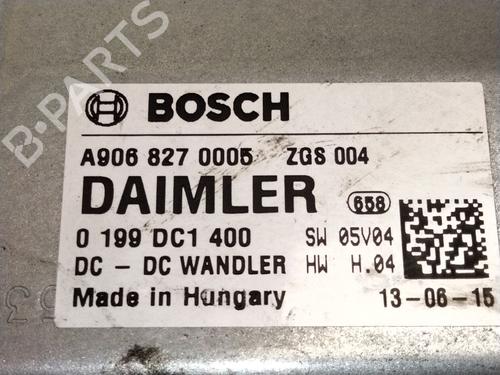 B-PARTS
BOSCH
A906 827 0005 ZGS 004
DAIMLER 658
0 199 DC1 400 SW 05V04
DC - DC WANDLER HW H.04
Made in Hungary 13-06-15